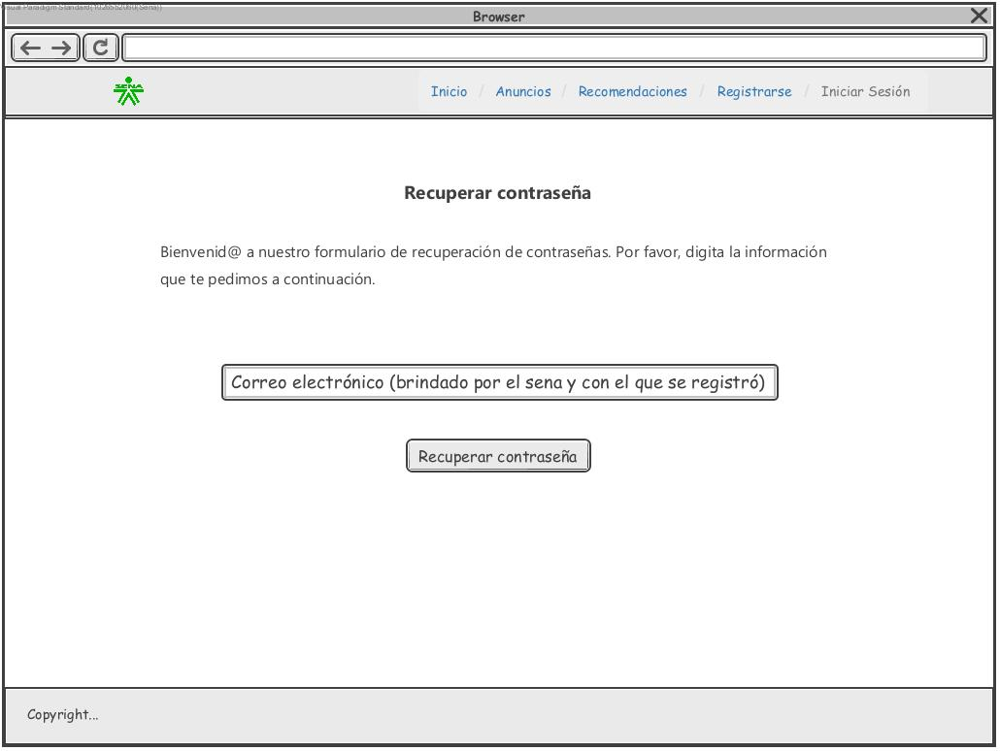 Visual Paradigm Standard(1026552060(Sena))
Browser
SENA
Inicio / Anuncios / Recomendaciones / Registrarse / Iniciar Sesión
Recuperar contraseña
Bienvenid@ a nuestro formulario de recuperación de contraseñas. Por favor, digita la información
que te pedimos a continuación.
Correo electrónico (brindado por el sena y con el que se registró)
Recuperar contraseña
Copyright...